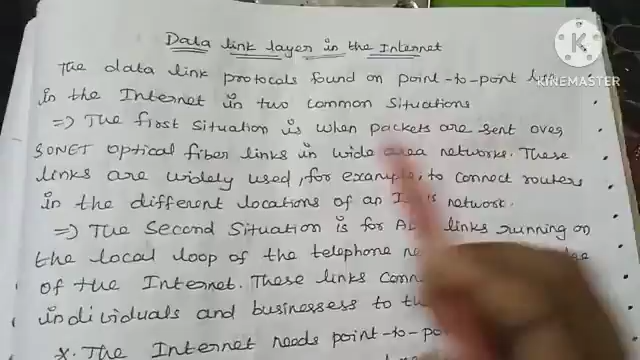 Data link layer in the Internet
The data link protocols found on point-to-point
in the Internet in two common situations
=> The first situation is when packets are sent over
SONET optical fiber links in wide area networks. These
links are widely used, for example, to connect routers
in the different locations of an network.
=> The second situation is for links running on
the local loop of the telephone
of the Internet. These links
individuals and businessess to
x. The Internet needs point-to-
K
KINEMASTER